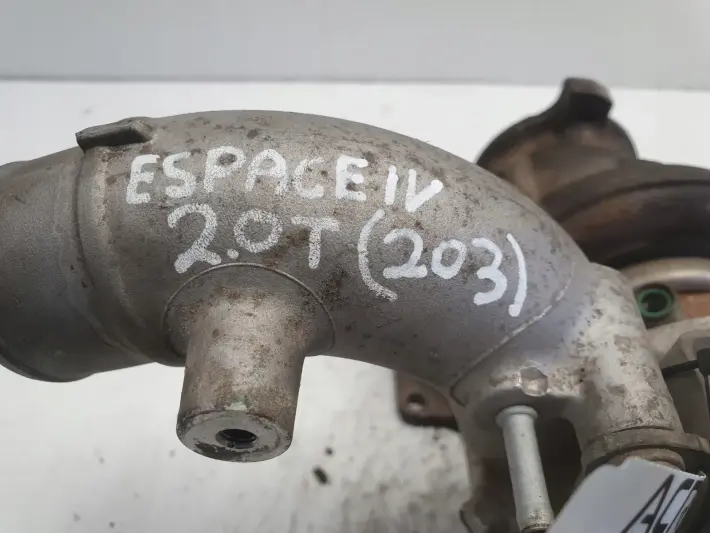 ESPACE IV
2.0T (203)